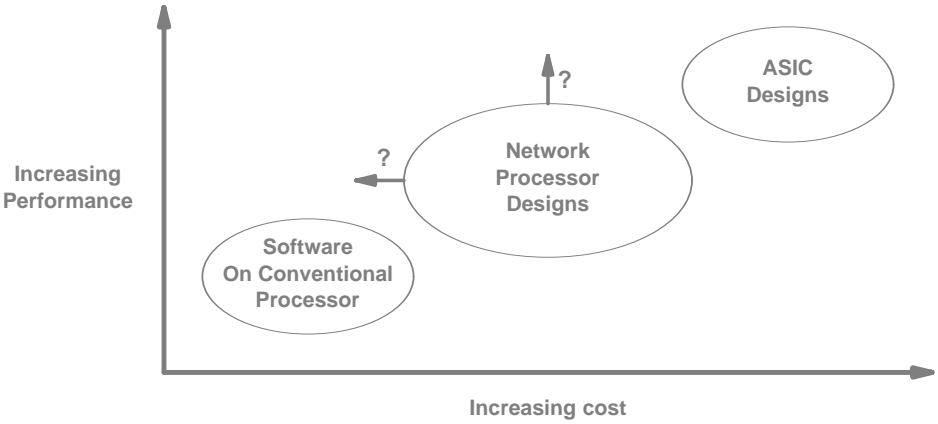 ASIC
Designs
?
?
Network
Processor
Designs
Increasing
Performance
Software
On Conventional
Processor
Increasing cost